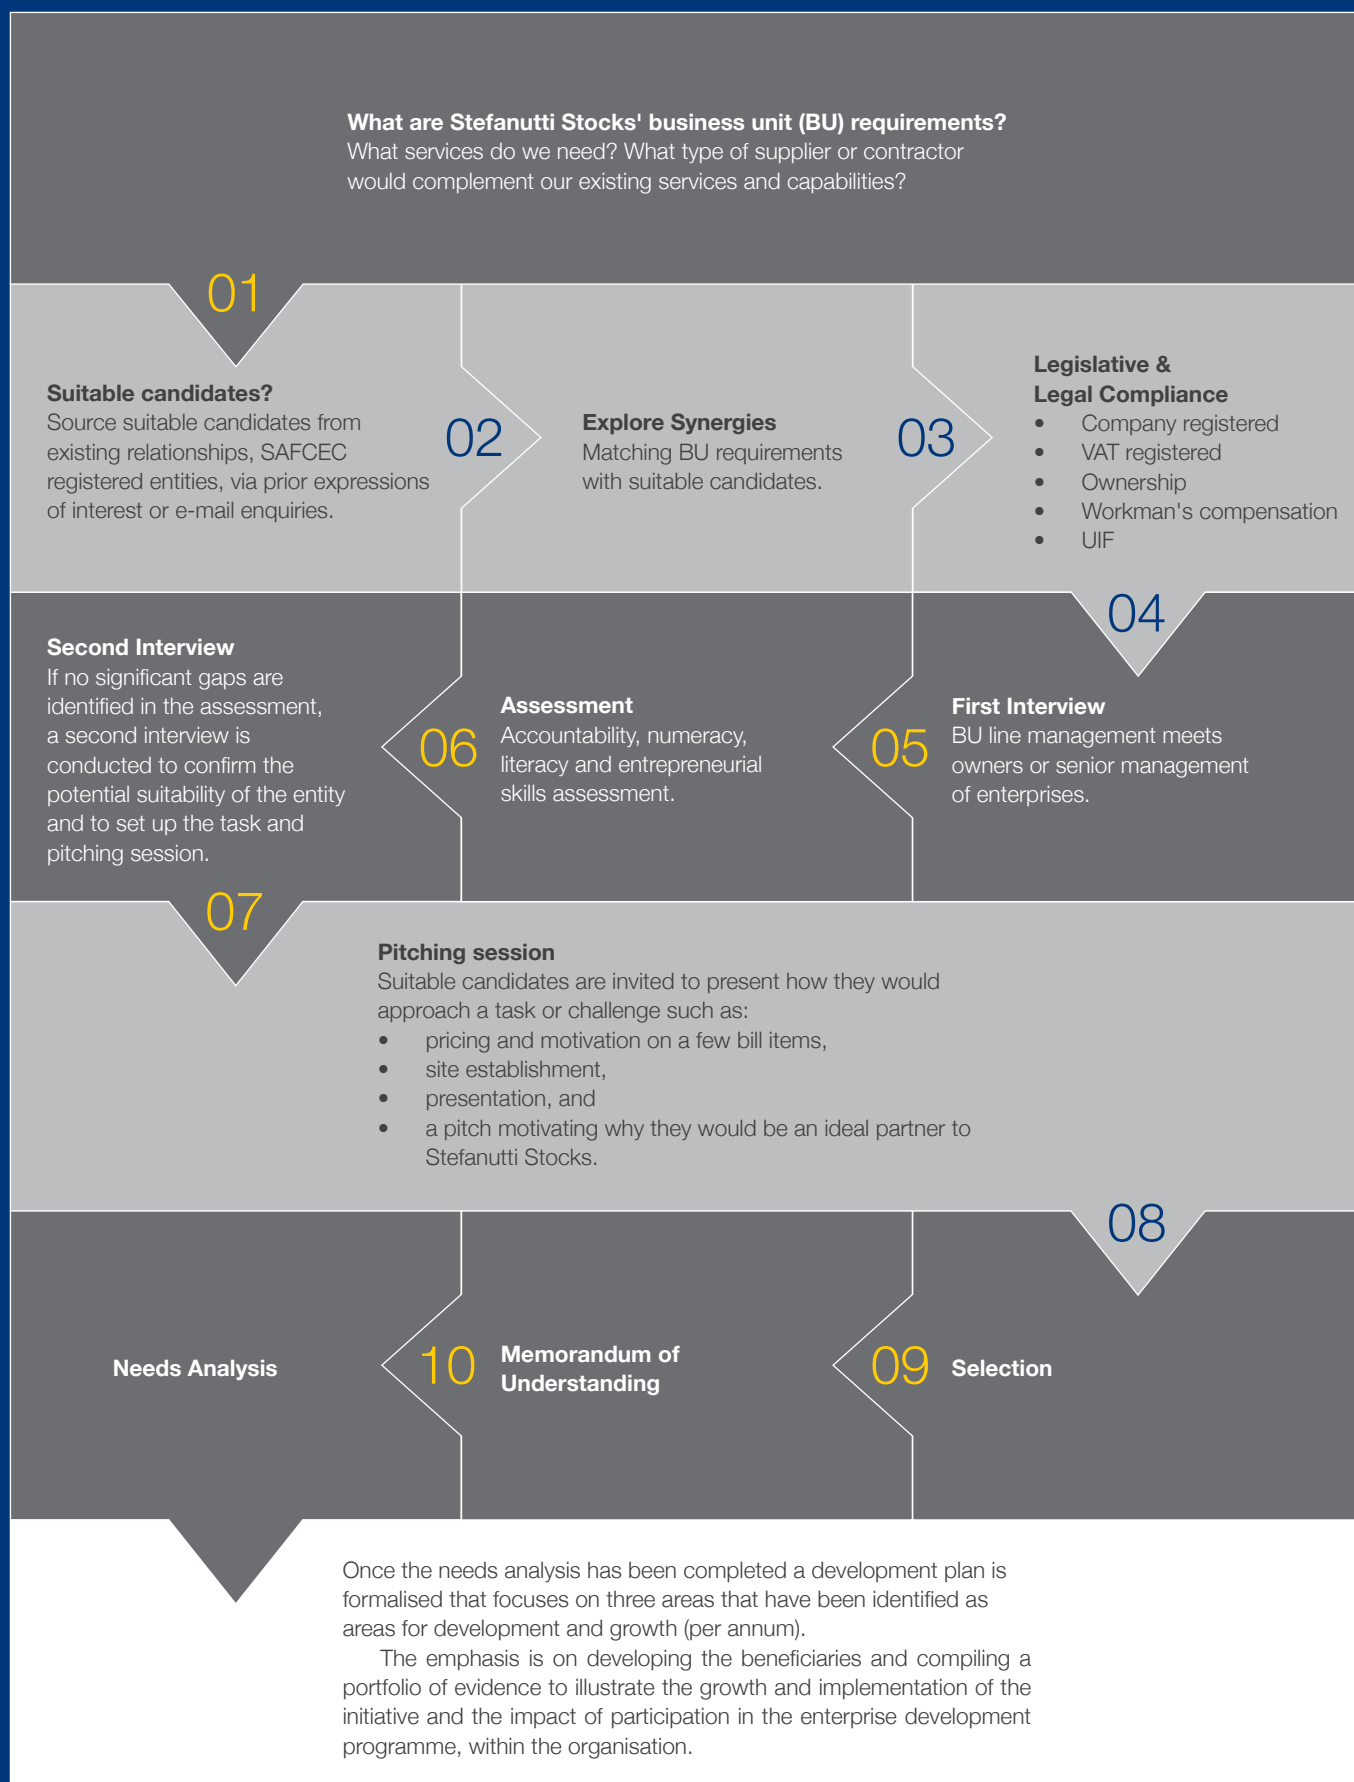 What are Stefanutti Stocks' business unit (BU) requirements?
What services do we need? What type of supplier or contractor
would complement our existing services and capabilities?
01
Suitable candidates?
Source suitable candidates from
existing relationships, SAFCEC
registered entities, via prior expressions
of interest or e-mail enquiries.
02
Explore Synergies
Matching BU requirements
with suitable candidates.
03
Legislative &
Legal Compliance
• Company registered
• VAT registered
• Ownership
• Workman's compensation
• UIF
04
First Interview
BU line management meets
owners or senior management
of enterprises.
05
Assessment
Accountability, numeracy,
literacy and entrepreneurial
skills assessment.
06
Second Interview
If no significant gaps are
identified in the assessment,
a second interview is
conducted to confirm the
potential suitability of the entity
and to set up the task and
pitching session.
07
Pitching session
Suitable candidates are invited to present how they would
approach a task or challenge such as:
• pricing and motivation on a few bill items,
• site establishment,
• presentation, and
• a pitch motivating why they would be an ideal partner to
Stefanutti Stocks.
08
Selection
09
Memorandum of
Understanding
10
Needs Analysis
Once the needs analysis has been completed a development plan is
formalised that focuses on three areas that have been identified as
areas for development and growth (per annum).
The emphasis is on developing the beneficiaries and compiling a
portfolio of evidence to illustrate the growth and implementation of the
initiative and the impact of participation in the enterprise development
programme, within the organisation.